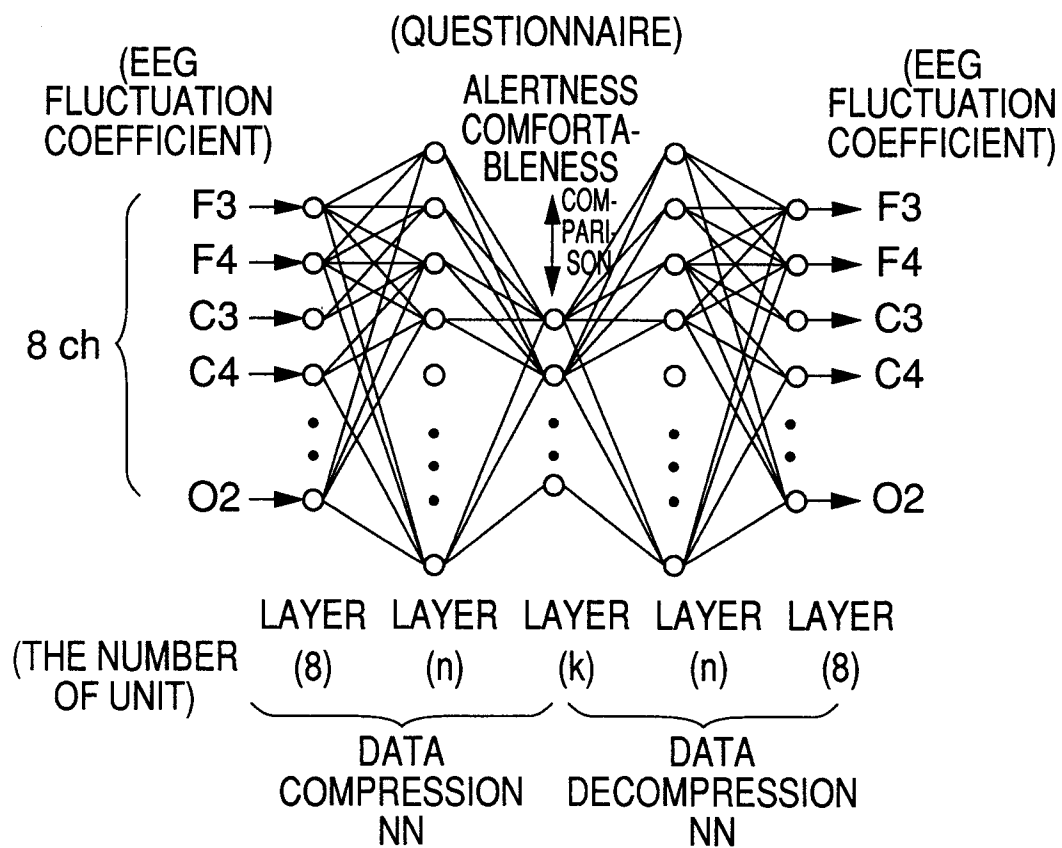 (QUESTIONNAIRE)
(EEG
FLUCTUATION
COEFFICIENT)
ALERTNESS
COMFORTA-
BLENESS
(EEG
FLUCTUATION
COEFFICIENT)
COM-
PARI-
SON
8 ch
F3
F4
C3
C4
O2
F3
F4
C3
C4
O2
LAYER LAYER LAYER LAYER LAYER
(THE NUMBER
OF UNIT)
(8) (n) (k) (n) (8)
DATA
COMPRESSION
NN
DATA
DECOMPRESSION
NN